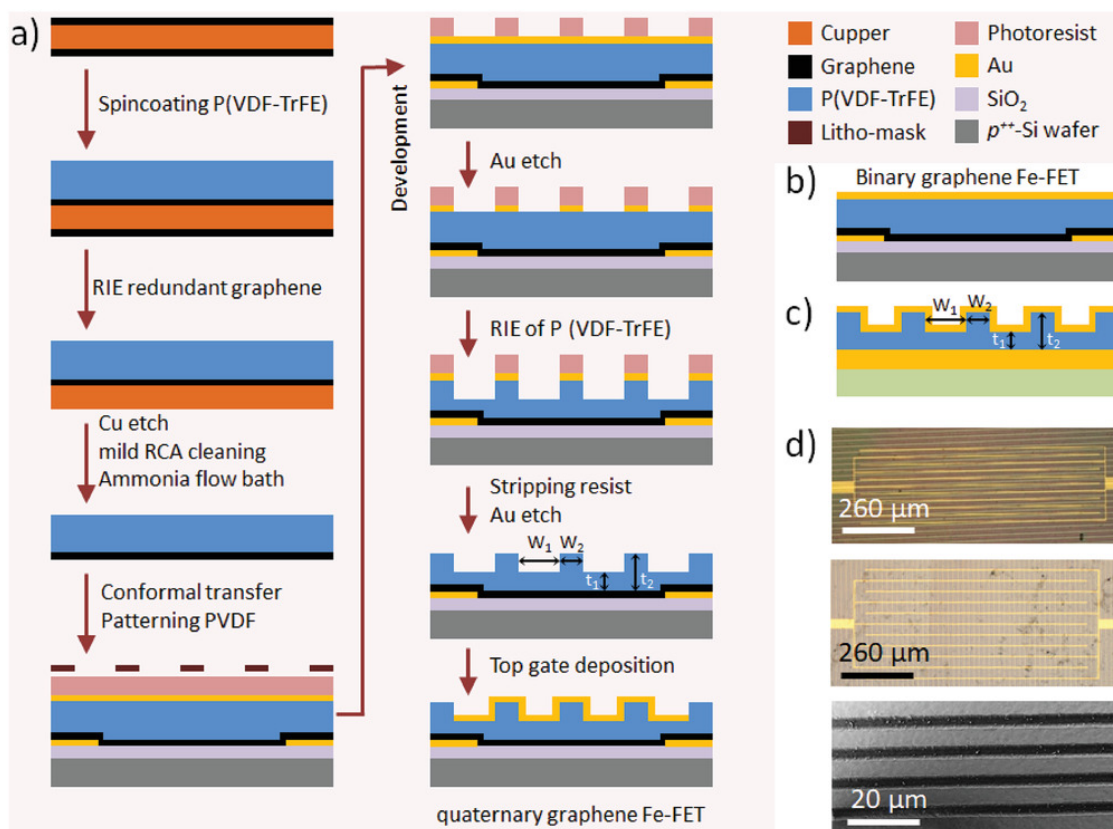 a)
Spincoating P(VDF-TrFE)
RIE redundant graphene
Cu etch
mild RCA cleaning
Ammonia flow bath
Conformal transfer
Patterning PVDF
Development
Au etch
RIE of P (VDF-TrFE)
Stripping resist
Au etch
W₁ W₂
t₁ t₂
Top gate deposition
quaternary graphene Fe-FET
Cupper
Graphene
P(VDF-TrFE)
Litho-mask
Photoresist
Au
SiO₂
p⁺⁺-Si wafer
b)
Binary graphene Fe-FET
c)
W₁ W₂
t₁ t₂
d)
260 µm
260 µm
20 µm